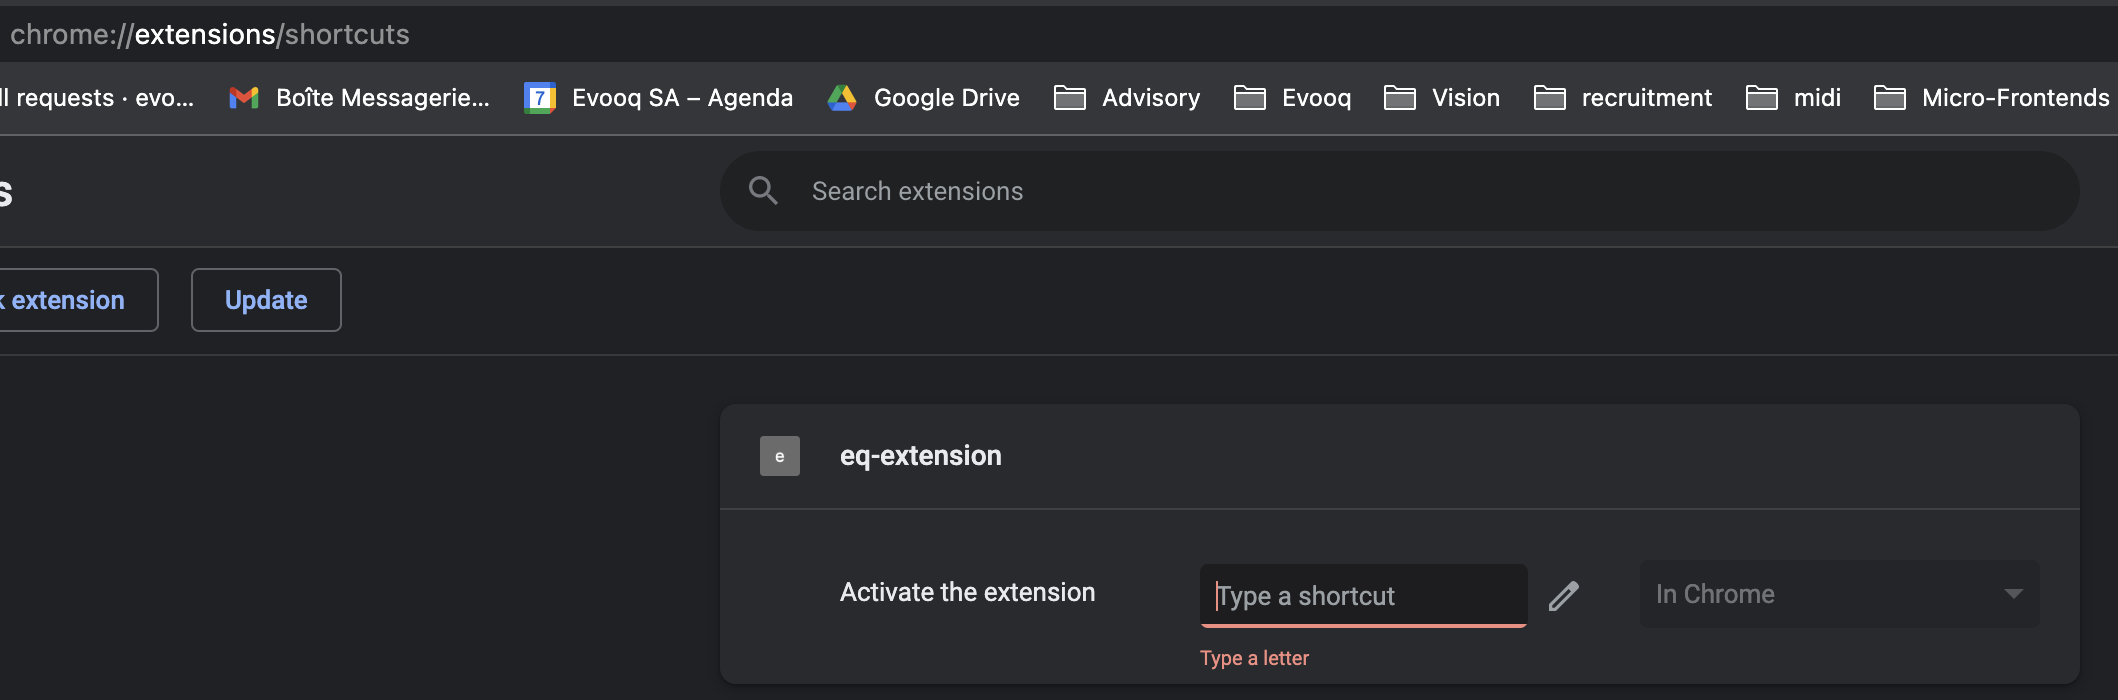 chrome://extensions/shortcuts
ll requests · evo...
Boîte Messagerie...
7
Evooq SA – Agenda
Google Drive
Advisory
Evooq
Vision
recruitment
midi
Micro-Frontends
s
Search extensions
k extension
Update
e
eq-extension
Activate the extension
Type a shortcut
In Chrome
Type a letter